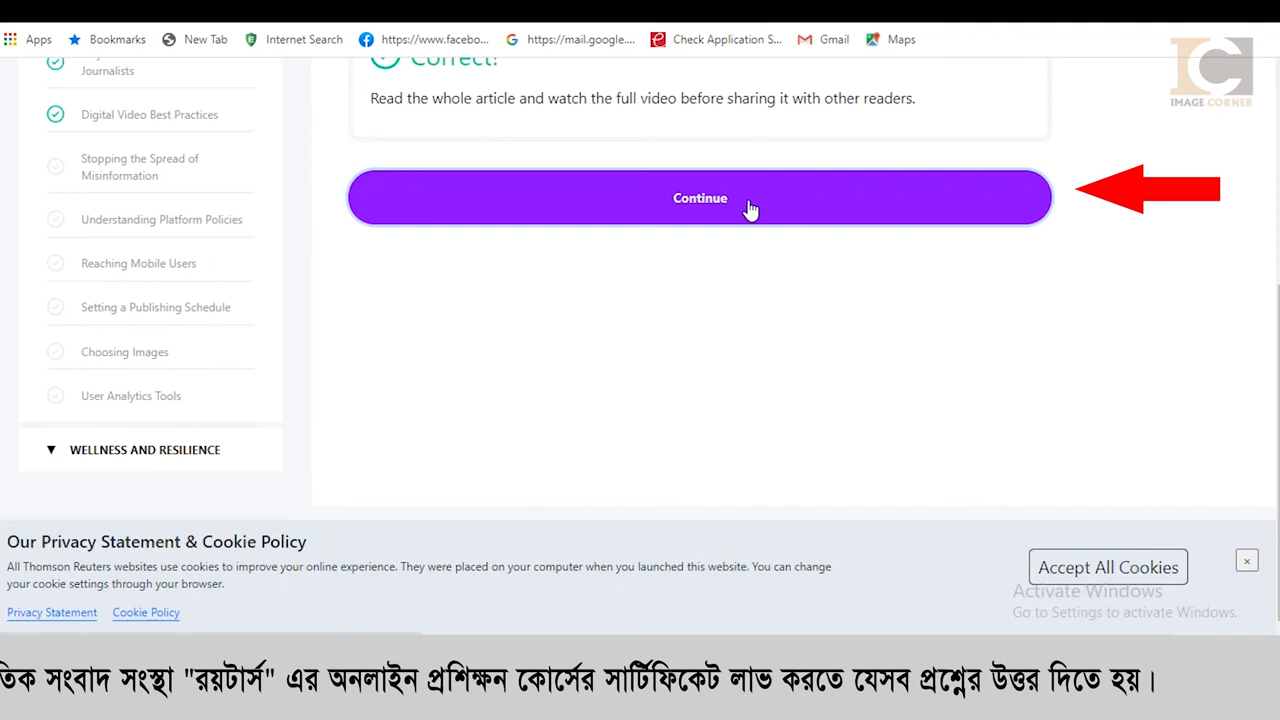 Apps Bookmarks New Tab Internet Search https://www.facebo... https://mail.google.... Check Application S... Gmail Maps
IC
IMAGE CORNER
Journalists
Digital Video Best Practices
Stopping the Spread of
Misinformation
Understanding Platform Policies
Reaching Mobile Users
Setting a Publishing Schedule
Choosing Images
User Analytics Tools
▼ WELLNESS AND RESILIENCE
Correct!
Read the whole article and watch the full video before sharing it with other readers.
Continue
Our Privacy Statement & Cookie Policy
All Thomson Reuters websites use cookies to improve your online experience. They were placed on your computer when you launched this website. You can change
your cookie settings through your browser.
Privacy Statement Cookie Policy
Accept All Cookies
×
Activate Windows
Go to Settings to activate Windows.
সংবাদ সংস্থা "রয়টার্স" এর অনলাইন প্রশিক্ষন কোর্সের সার্টিফিকেট লাভ করতে যেসব প্রশ্নের উত্তর দিতে হয়।